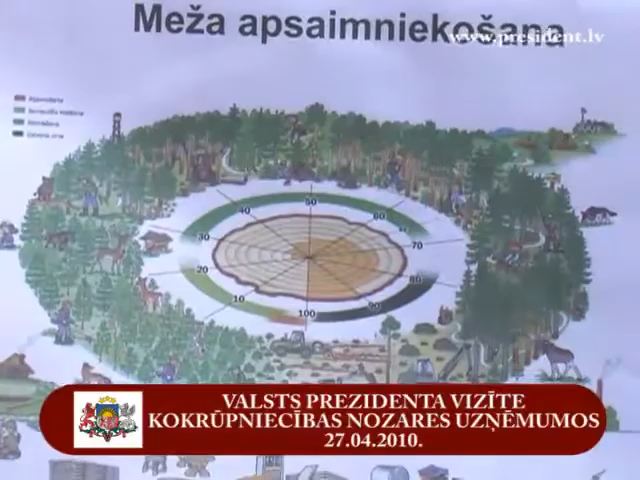 Meža apsaimniekošana
www.president.lv
50
40
60
30
70
20
80
10
90
100
VALSTS PREZIDENTA VIZĪTE
KOKRŪPNIECĪBAS NOZARES UZŅĒMUMOS
27.04.2010.